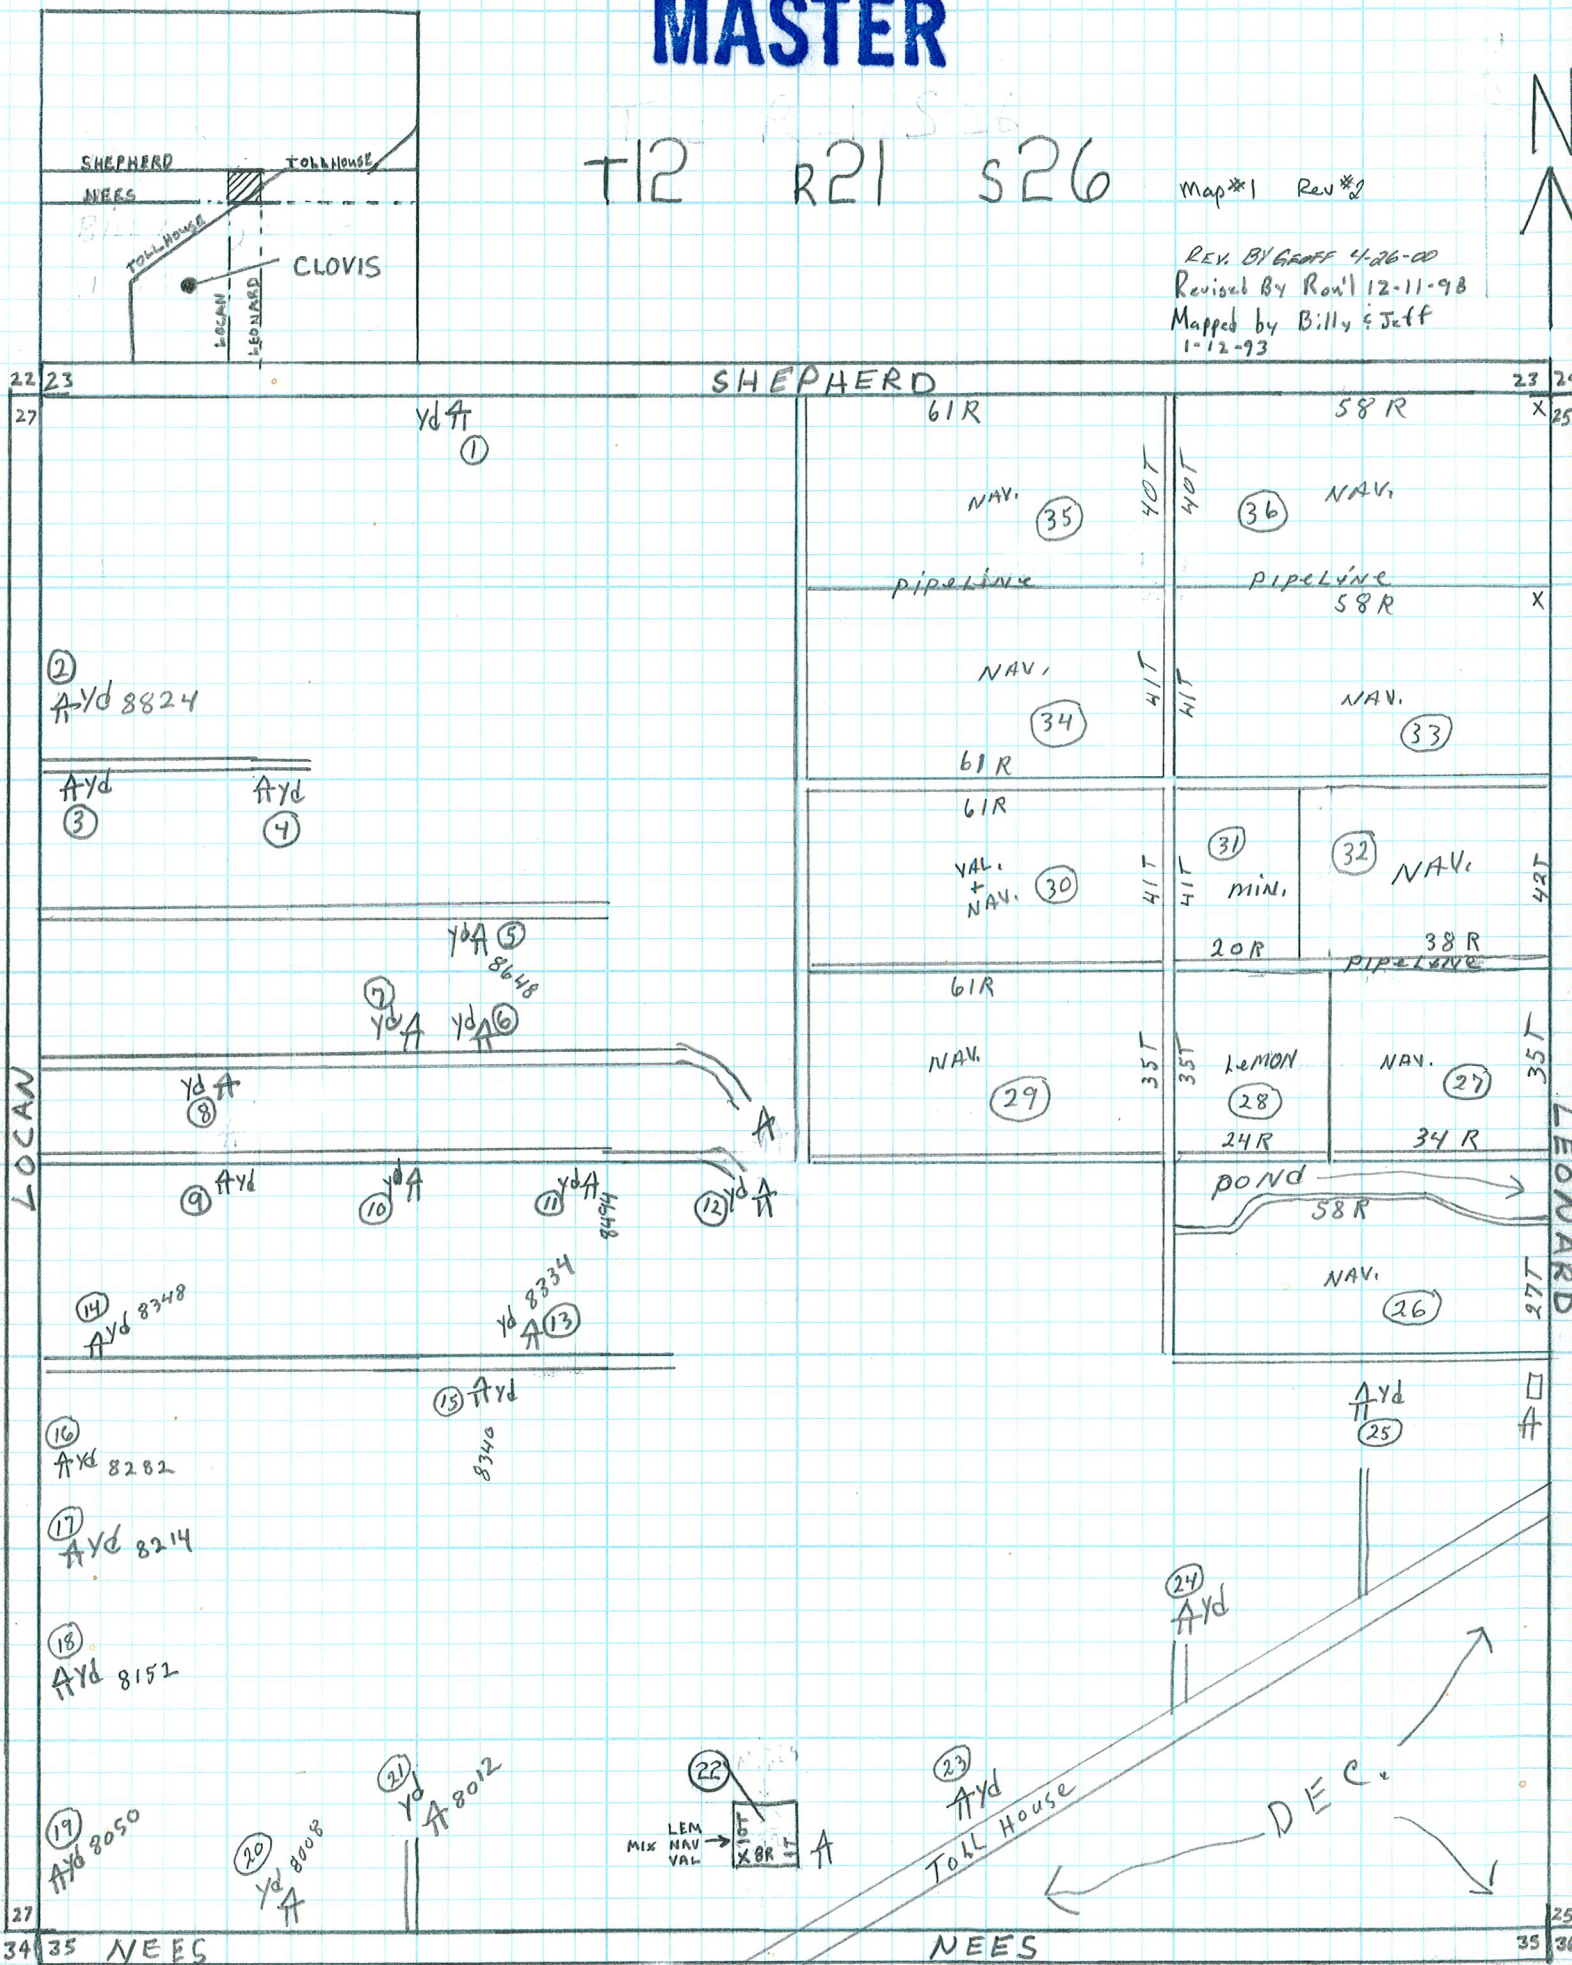 MASTER
T12 R21 S26
Map#1 Rev#2
REV. BY GEOFF 4-26-00
Revised By Ron'l 12-11-98
Mapped by Billy & Jeff
1-12-93
N
SHEPHERD
TOLLHOUSE
NEES
TOLLHOUSE
CLOVIS
LOCAN
LEONARD
22 23
SHEPHERD
23 24
27
25
yd
1
61R
58R
X
NAV.
35
40T
40T
36
NAV.
pipeline
pipeline
58R
X
2
yd 8824
NAV.
34
41T
41T
NAV.
33
61R
yd
3
yd
4
61R
VAL.
+
NAV.
30
41T
41T
31
MIN.
20R
32
NAV.
42T
38R
pipeline
yd 5
8648
7
yd
yd 6
61R
NAV.
29
35T
35T
LEMON
28
24R
NAV.
27
35T
34R
yd
8
9 yd
10 yd
11 yd
8494
12 yd
POND
58R
NAV.
26
27T
LOCAN
LEONARD
14
yd 8348
yd 8334
13
15 yd
8340
yd
25
16
yd 8282
17
yd 8214
18
yd 8152
24
yd
19
yd 8050
20
yd 8008
21
yd 8012
22
LEM
MIX NAV
VAL
X 8R
23
yd
Toll House
DEC.
27
25
34 35
NEES
NEES
35 36